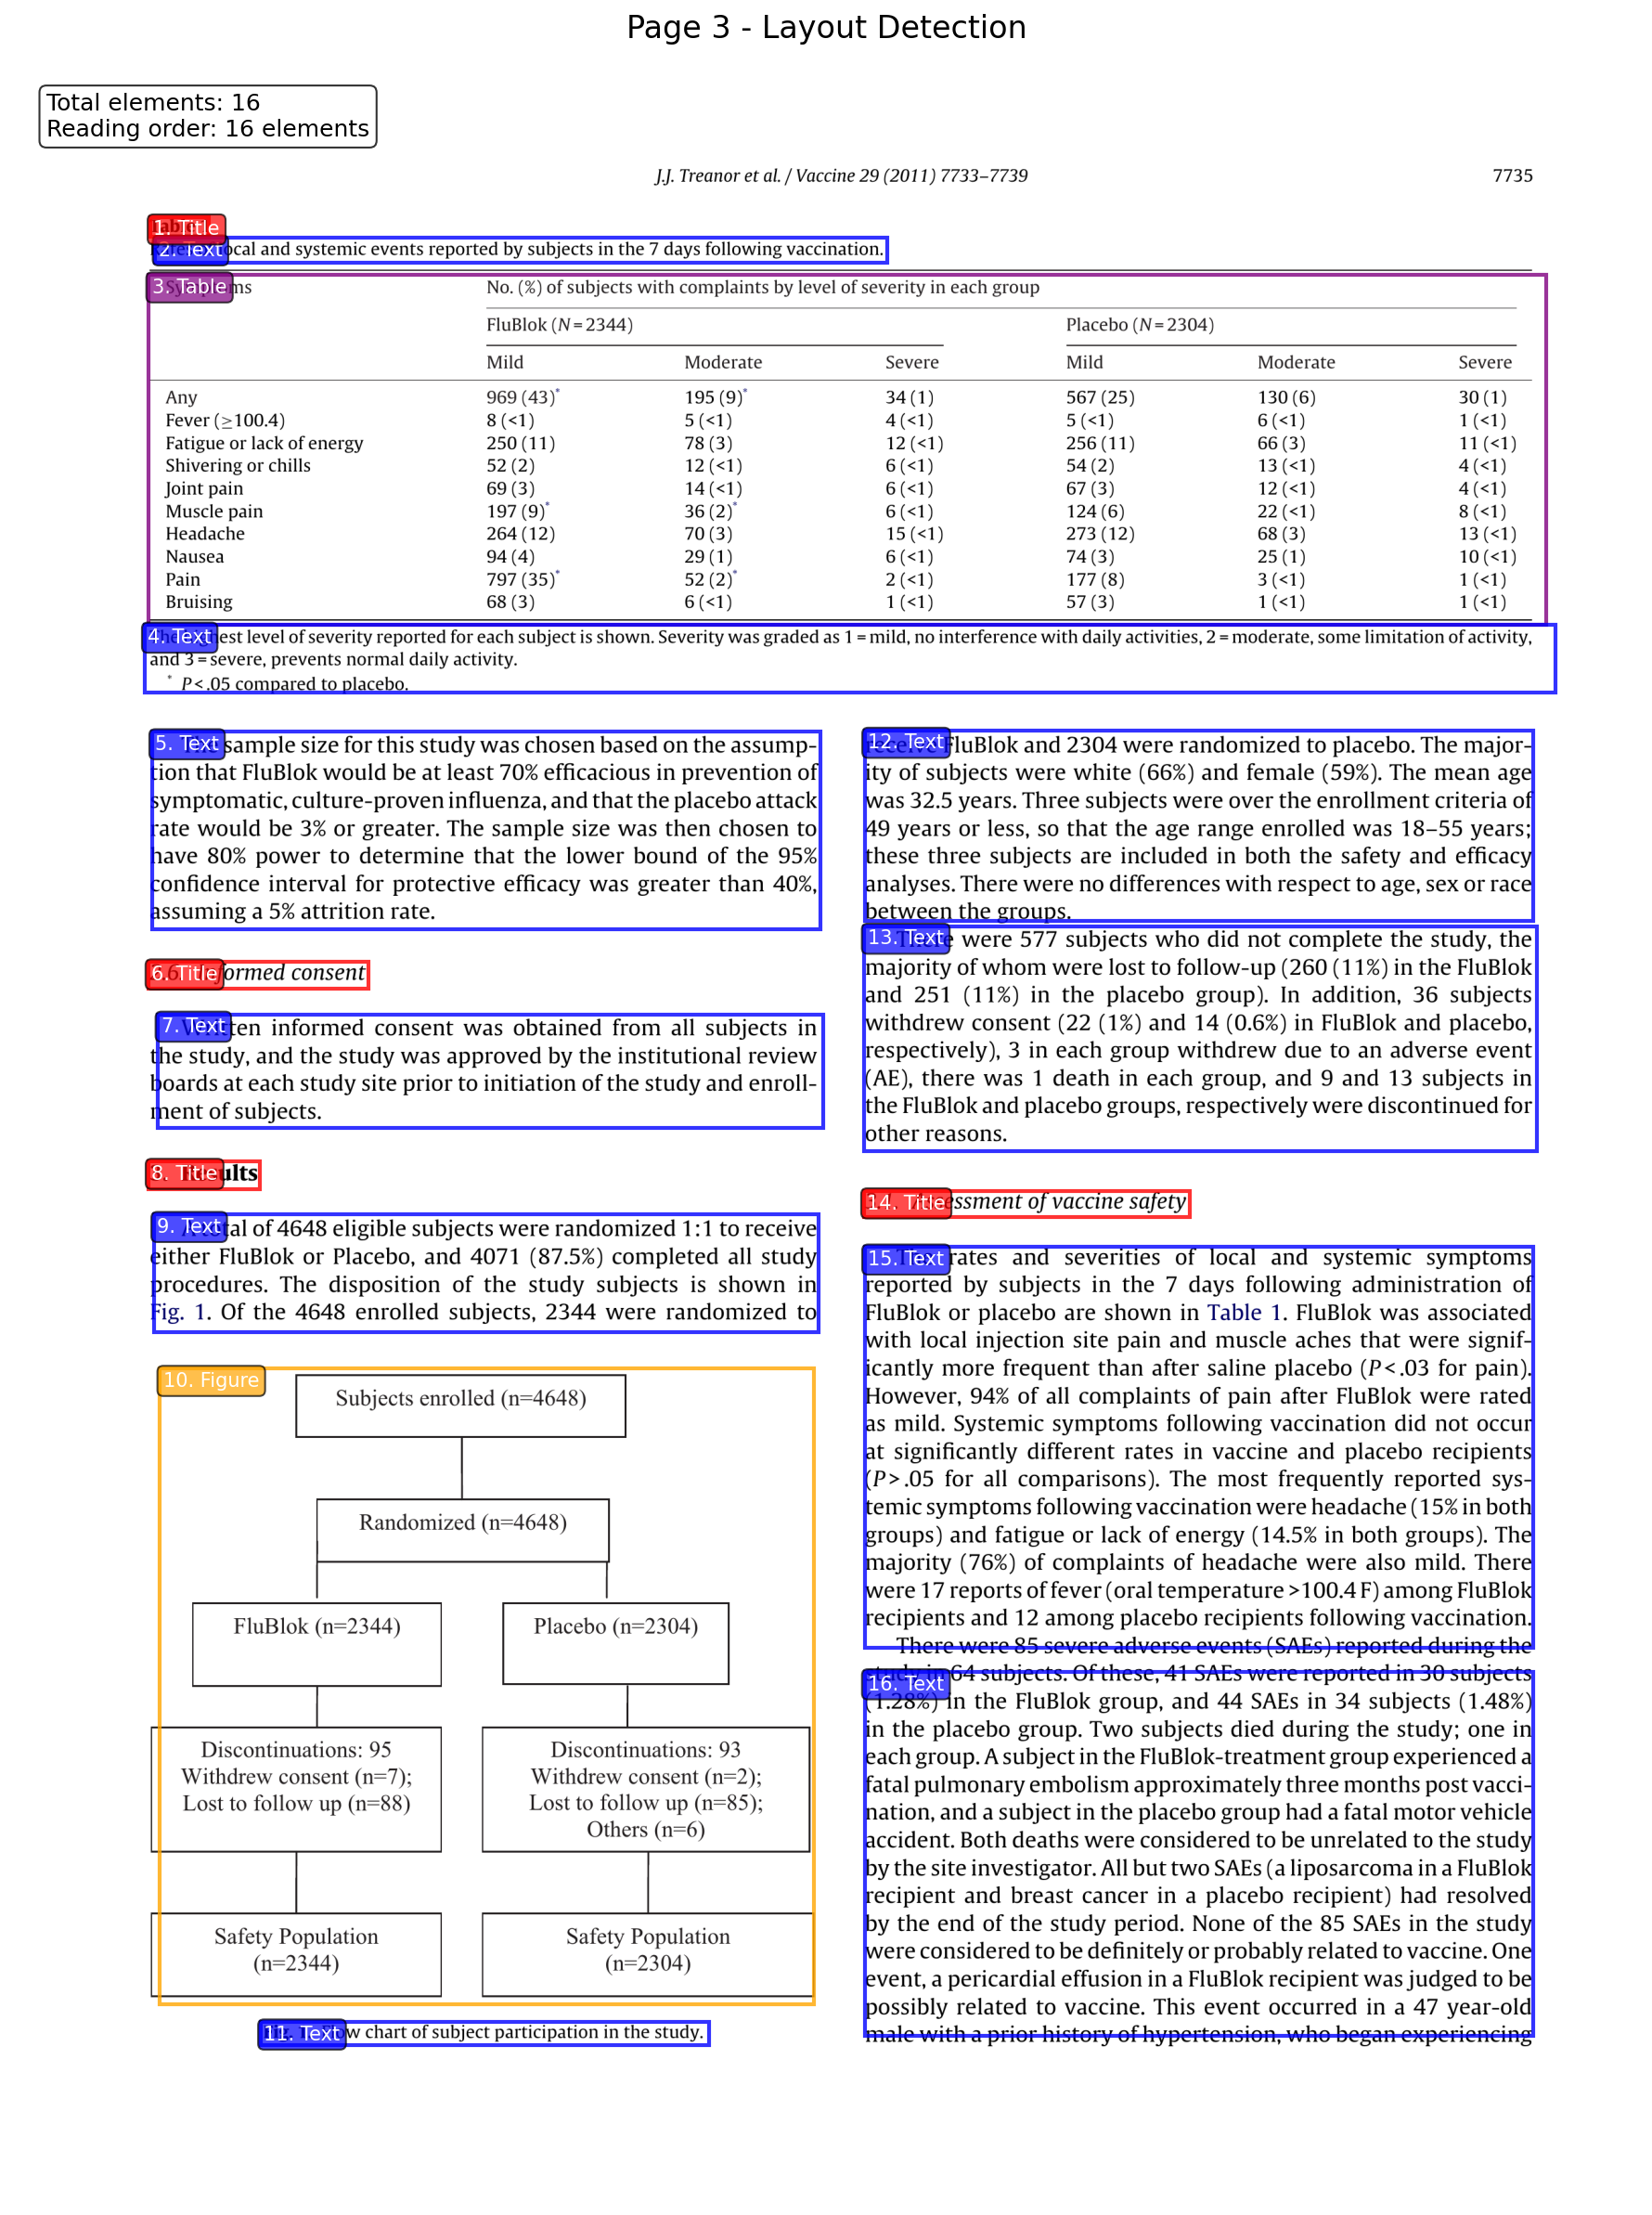 Page 3 - Layout Detection
Total elements: 16
Reading order: 16 elements
J.J. Treanor et al. / Vaccine 29 (2011) 7733–7739
7735
1. Title
2. Text local and systemic events reported by subjects in the 7 days following vaccination.
3. Table
No. (%) of subjects with complaints by level of severity in each group
FluBlok (N = 2344) Placebo (N = 2304)
Mild Moderate Severe Mild Moderate Severe
Any 969 (43)* 195 (9)* 34 (1) 567 (25) 130 (6) 30 (1)
Fever (≥100.4) 8 (<1) 5 (<1) 4 (<1) 5 (<1) 6 (<1) 1 (<1)
Fatigue or lack of energy 250 (11) 78 (3) 12 (<1) 256 (11) 66 (3) 11 (<1)
Shivering or chills 52 (2) 12 (<1) 6 (<1) 54 (2) 13 (<1) 4 (<1)
Joint pain 69 (3) 14 (<1) 6 (<1) 67 (3) 12 (<1) 4 (<1)
Muscle pain 197 (9)* 36 (2)* 6 (<1) 124 (6) 22 (<1) 8 (<1)
Headache 264 (12) 70 (3) 15 (<1) 273 (12) 68 (3) 13 (<1)
Nausea 94 (4) 29 (1) 6 (<1) 74 (3) 25 (1) 10 (<1)
Pain 797 (35)* 52 (2)* 2 (<1) 177 (8) 3 (<1) 1 (<1)
Bruising 68 (3) 6 (<1) 1 (<1) 57 (3) 1 (<1) 1 (<1)
4. Text level of severity reported for each subject is shown. Severity was graded as 1 = mild, no interference with daily activities, 2 = moderate, some limitation of activity,
and 3 = severe, prevents normal daily activity.
* P < .05 compared to placebo.
5. Text sample size for this study was chosen based on the assump-
tion that FluBlok would be at least 70% efficacious in prevention of
symptomatic, culture-proven influenza, and that the placebo attack
rate would be 3% or greater. The sample size was then chosen to
have 80% power to determine that the lower bound of the 95%
confidence interval for protective efficacy was greater than 40%,
assuming a 5% attrition rate.
6. Title Informed consent
7. Text Written informed consent was obtained from all subjects in
the study, and the study was approved by the institutional review
boards at each study site prior to initiation of the study and enroll-
ment of subjects.
8. Title Results
9. Text total of 4648 eligible subjects were randomized 1:1 to receive
either FluBlok or Placebo, and 4071 (87.5%) completed all study
procedures. The disposition of the study subjects is shown in
Fig. 1. Of the 4648 enrolled subjects, 2344 were randomized to
10. Figure
Subjects enrolled (n=4648)
Randomized (n=4648)
FluBlok (n=2344) Placebo (n=2304)
Discontinuations: 95
Withdrew consent (n=7);
Lost to follow up (n=88)
Discontinuations: 93
Withdrew consent (n=2);
Lost to follow up (n=85);
Others (n=6)
Safety Population
(n=2344)
Safety Population
(n=2304)
11. Text Flow chart of subject participation in the study.
12. Text FluBlok and 2304 were randomized to placebo. The major-
ity of subjects were white (66%) and female (59%). The mean age
was 32.5 years. Three subjects were over the enrollment criteria of
49 years or less, so that the age range enrolled was 18–55 years;
these three subjects are included in both the safety and efficacy
analyses. There were no differences with respect to age, sex or race
between the groups.
13. Text There were 577 subjects who did not complete the study, the
majority of whom were lost to follow-up (260 (11%) in the FluBlok
and 251 (11%) in the placebo group). In addition, 36 subjects
withdrew consent (22 (1%) and 14 (0.6%) in FluBlok and placebo,
respectively), 3 in each group withdrew due to an adverse event
(AE), there was 1 death in each group, and 9 and 13 subjects in
the FluBlok and placebo groups, respectively were discontinued for
other reasons.
14. Title Assessment of vaccine safety
15. Text rates and severities of local and systemic symptoms
reported by subjects in the 7 days following administration of
FluBlok or placebo are shown in Table 1. FluBlok was associated
with local injection site pain and muscle aches that were signif-
icantly more frequent than after saline placebo (P < .03 for pain).
However, 94% of all complaints of pain after FluBlok were rated
as mild. Systemic symptoms following vaccination did not occur
at significantly different rates in vaccine and placebo recipients
(P > .05 for all comparisons). The most frequently reported sys-
temic symptoms following vaccination were headache (15% in both
groups) and fatigue or lack of energy (14.5% in both groups). The
majority (76%) of complaints of headache were also mild. There
were 17 reports of fever (oral temperature >100.4 F) among FluBlok
recipients and 12 among placebo recipients following vaccination.
There were 85 severe adverse events (SAEs) reported during the
study in 64 subjects. Of these, 41 SAEs were reported in 30 subjects
16. Text
(1.28%) in the FluBlok group, and 44 SAEs in 34 subjects (1.48%)
in the placebo group. Two subjects died during the study; one in
each group. A subject in the FluBlok-treatment group experienced a
fatal pulmonary embolism approximately three months post vacci-
nation, and a subject in the placebo group had a fatal motor vehicle
accident. Both deaths were considered to be unrelated to the study
by the site investigator. All but two SAEs (a liposarcoma in a FluBlok
recipient and breast cancer in a placebo recipient) had resolved
by the end of the study period. None of the 85 SAEs in the study
were considered to be definitely or probably related to vaccine. One
event, a pericardial effusion in a FluBlok recipient was judged to be
possibly related to vaccine. This event occurred in a 47 year-old
male with a prior history of hypertension, who began experiencing